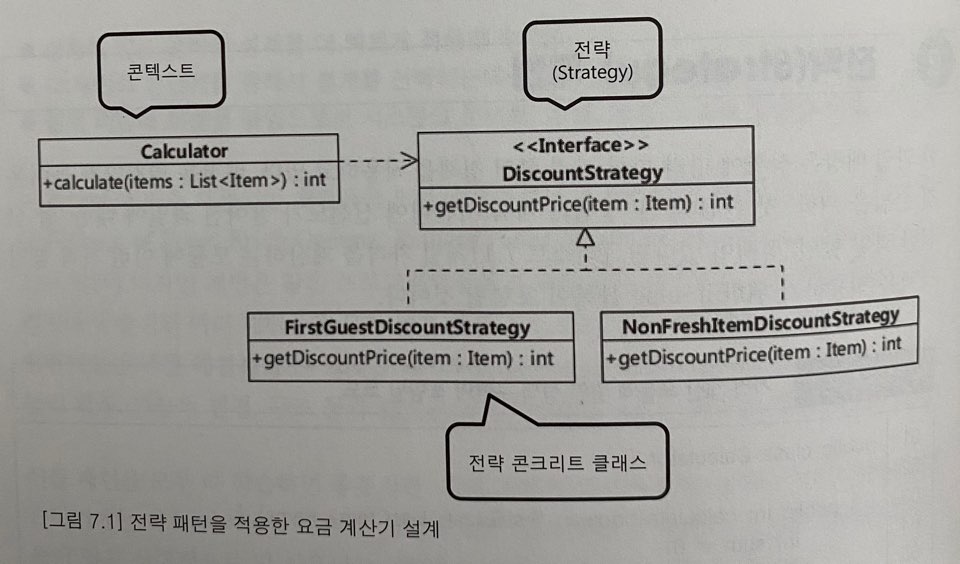 콘텍스트
전략
(Strategy)
Calculator
+calculate(items : List<Item>) : int
<<Interface>>
DiscountStrategy
+getDiscountPrice(item : Item) : int
FirstGuestDiscountStrategy
+getDiscountPrice(item : Item) : int
NonFreshItemDiscountStrategy
+getDiscountPrice(item : Item) : int
전략 콘크리트 클래스
[그림 7.1] 전략 패턴을 적용한 요금 계산기 설계